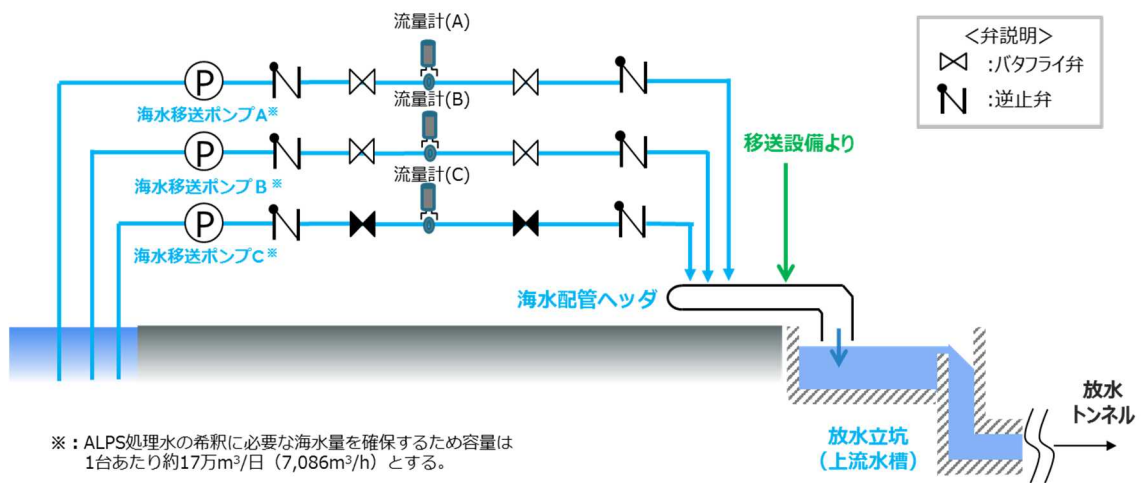 流量計(A)
<弁説明>
:バタフライ弁
:逆止弁
P
海水移送ポンプA※
流量計(B)
P
海水移送ポンプB※
移送設備より
流量計(C)
P
海水移送ポンプC※
海水配管ヘッダ
放水
トンネル
放水立坑
(上流水槽)
※：ALPS処理水の希釈に必要な海水量を確保するため容量は
1台あたり約17万m³/日（7,086m³/h）とする。